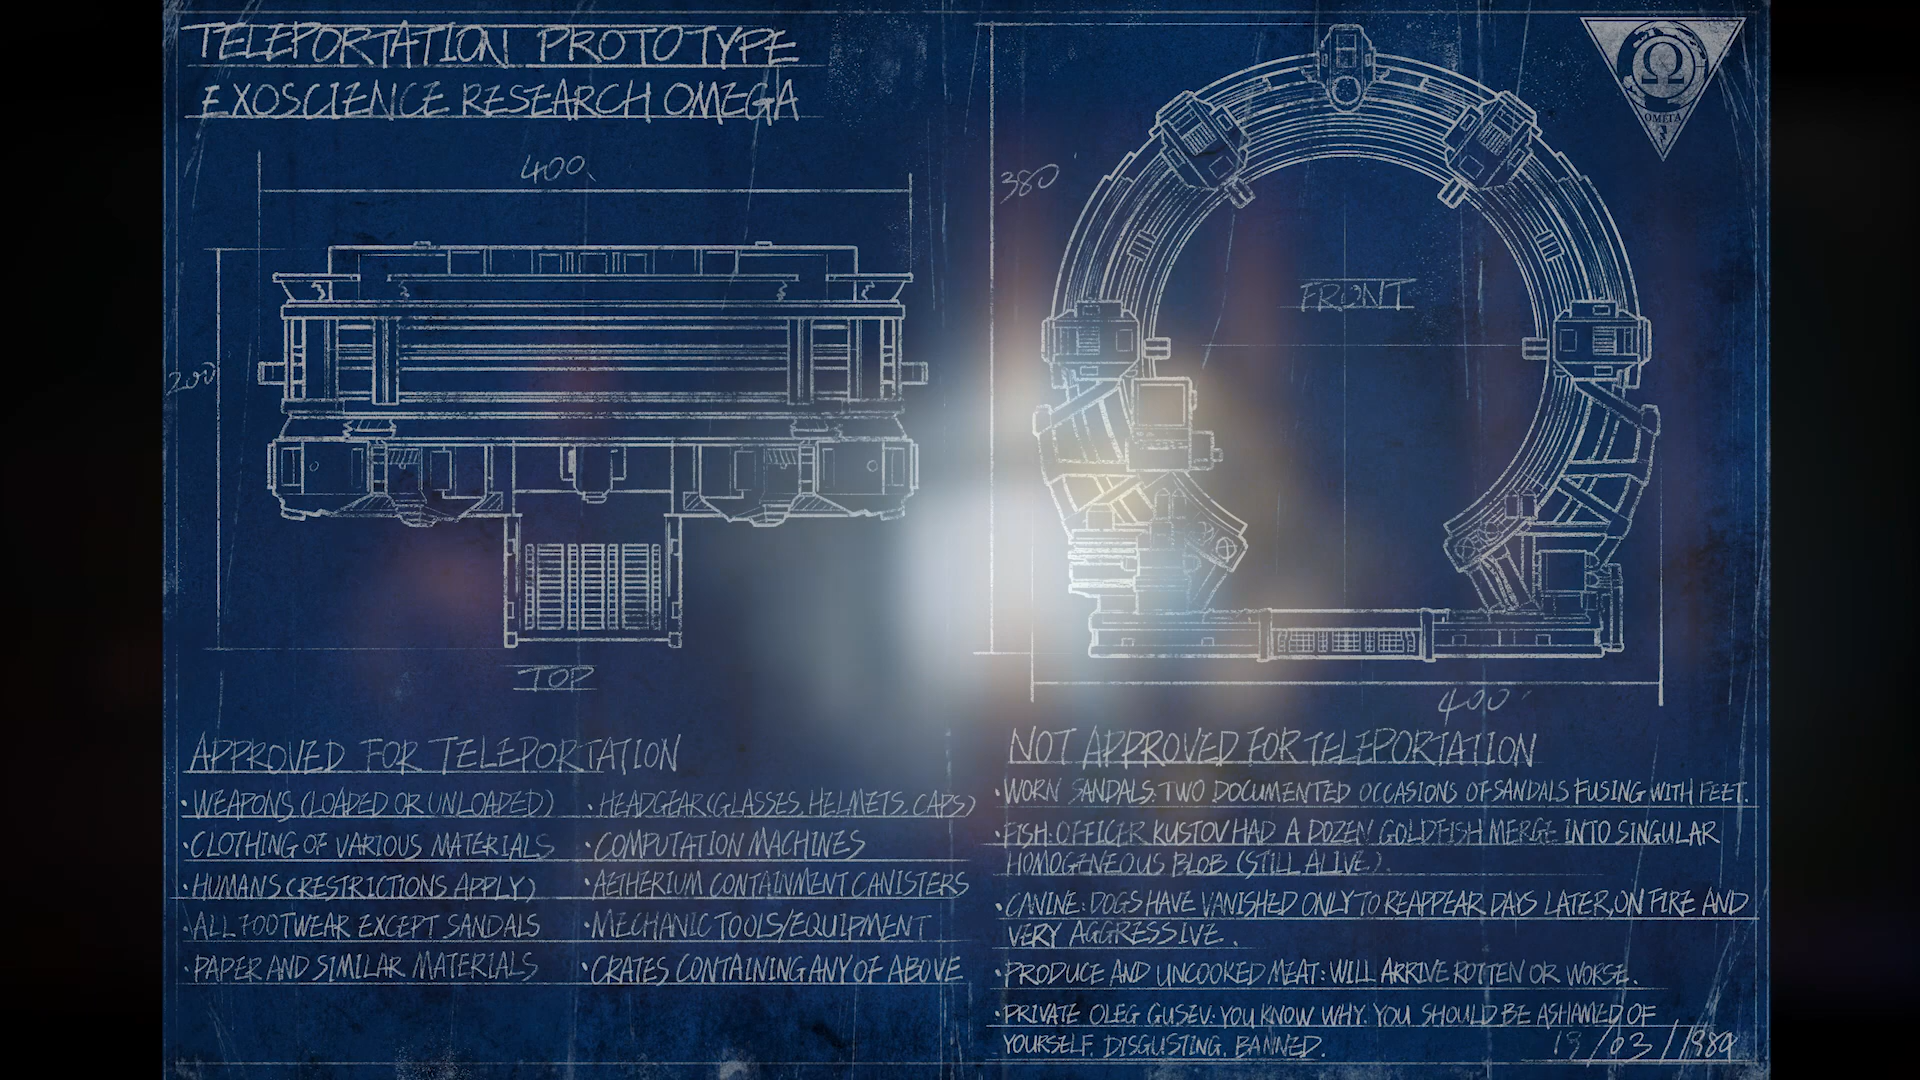 TELEPORTATION PROTOTYPE
EXOSCIENCE RESEARCH OMEGA
400
200
TOP
380
FRONT
400
Ω
OMEGA
APPROVED FOR TELEPORTATION
• WEAPONS (LOADED OR UNLOADED)
• CLOTHING OF VARIOUS MATERIALS
• HUMANS (RESTRICTIONS APPLY)
• ALL FOOTWEAR EXCEPT SANDALS
• PAPER AND SIMILAR MATERIALS
• HEADGEAR (GLASSES, HELMETS, CAPS)
• COMPUTATION MACHINES
• AETHERIUM CONTAINMENT CANISTERS
• MECHANIC TOOLS/EQUIPMENT
• CRATES CONTAINING ANY OF ABOVE
NOT APPROVED FOR TELEPORTATION
• WORN SANDALS: TWO DOCUMENTED OCCASIONS OF SANDALS FUSING WITH FEET.
• FISH: OFFICER KUSTOV HAD A DOZEN GOLDFISH MERGE INTO SINGULAR
HOMOGENEOUS BLOB (STILL ALIVE).
• CANINE: DOGS HAVE VANISHED ONLY TO REAPPEAR DAYS LATER, ON FIRE AND
VERY AGGRESSIVE.
• PRODUCE AND UNCOOKED MEAT: WILL ARRIVE ROTTEN OR WORSE.
• PRIVATE OLEG GUSEV: YOU KNOW WHY. YOU SHOULD BE ASHAMED OF
YOURSELF. DISGUSTING. BANNED.